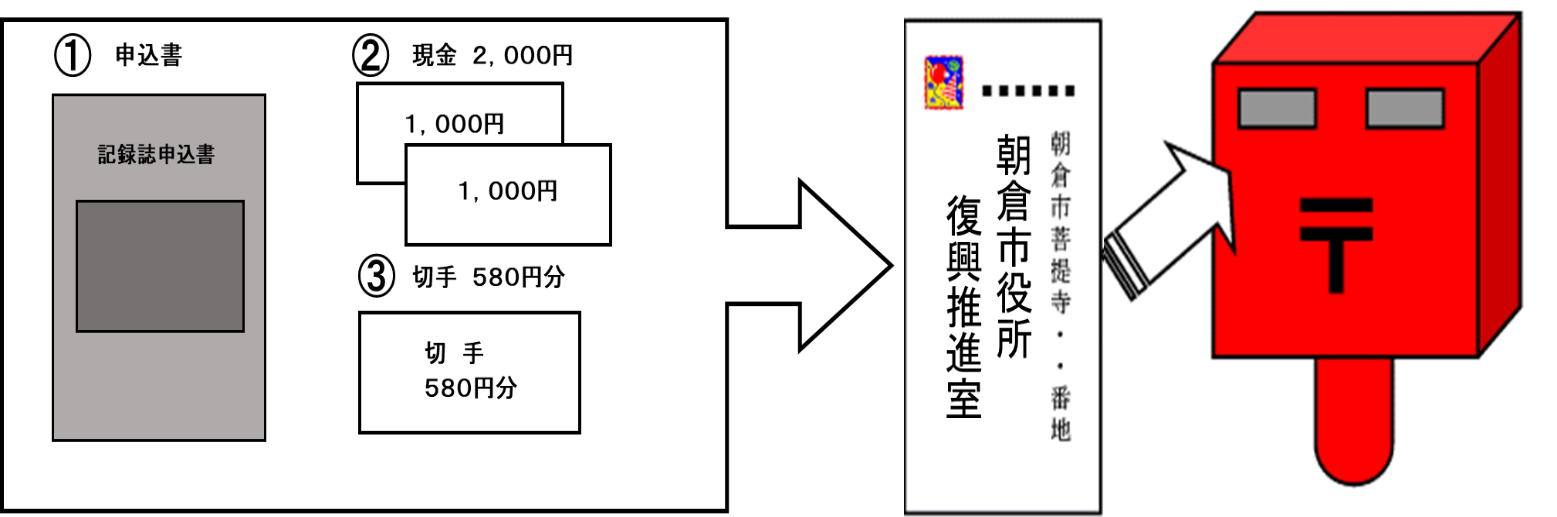 ① 申込書
記録誌申込書
② 現金 2,000円
1,000円
1,000円
③ 切手 580円分
切 手
580円分
朝倉市菩提寺・・番地
朝倉市役所
復興推進室
〒